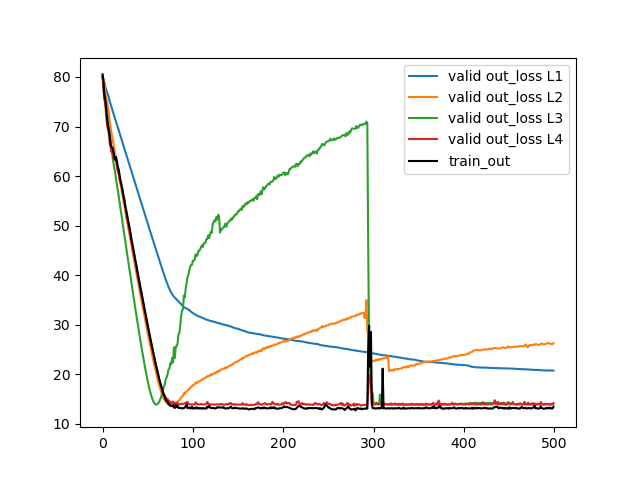 80
70
60
50
40
30
20
10
0
100
200
300
400
500
valid out_loss L1
valid out_loss L2
valid out_loss L3
valid out_loss L4
train_out